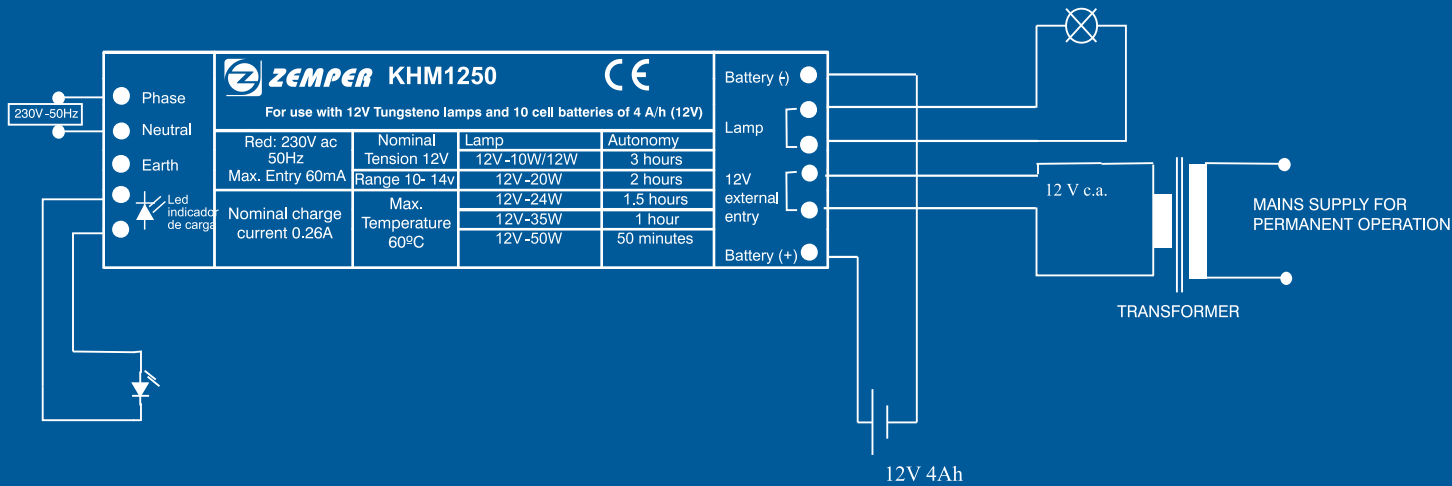 ZEMPER KHM1250
CE
For use with 12V Tungsteno lamps and 10 cell batteries of 4 A/h (12V)
230V-50Hz
Phase
Neutral
Earth
Led
indicador
de carga
Red: 230V ac
50Hz
Max. Entry 60mA
Nominal charge
current 0.26A
Nominal
Tension 12V
Range 10- 14v
Max.
Temperature
60ºC
Lamp Autonomy
12V-10W/12W 3 hours
12V-20W 2 hours
12V-24W 1.5 hours
12V-35W 1 hour
12V-50W 50 minutes
Battery (-)
Lamp
12V
external
entry
Battery (+)
12 V c.a.
MAINS SUPPLY FOR
PERMANENT OPERATION
TRANSFORMER
12V 4Ah